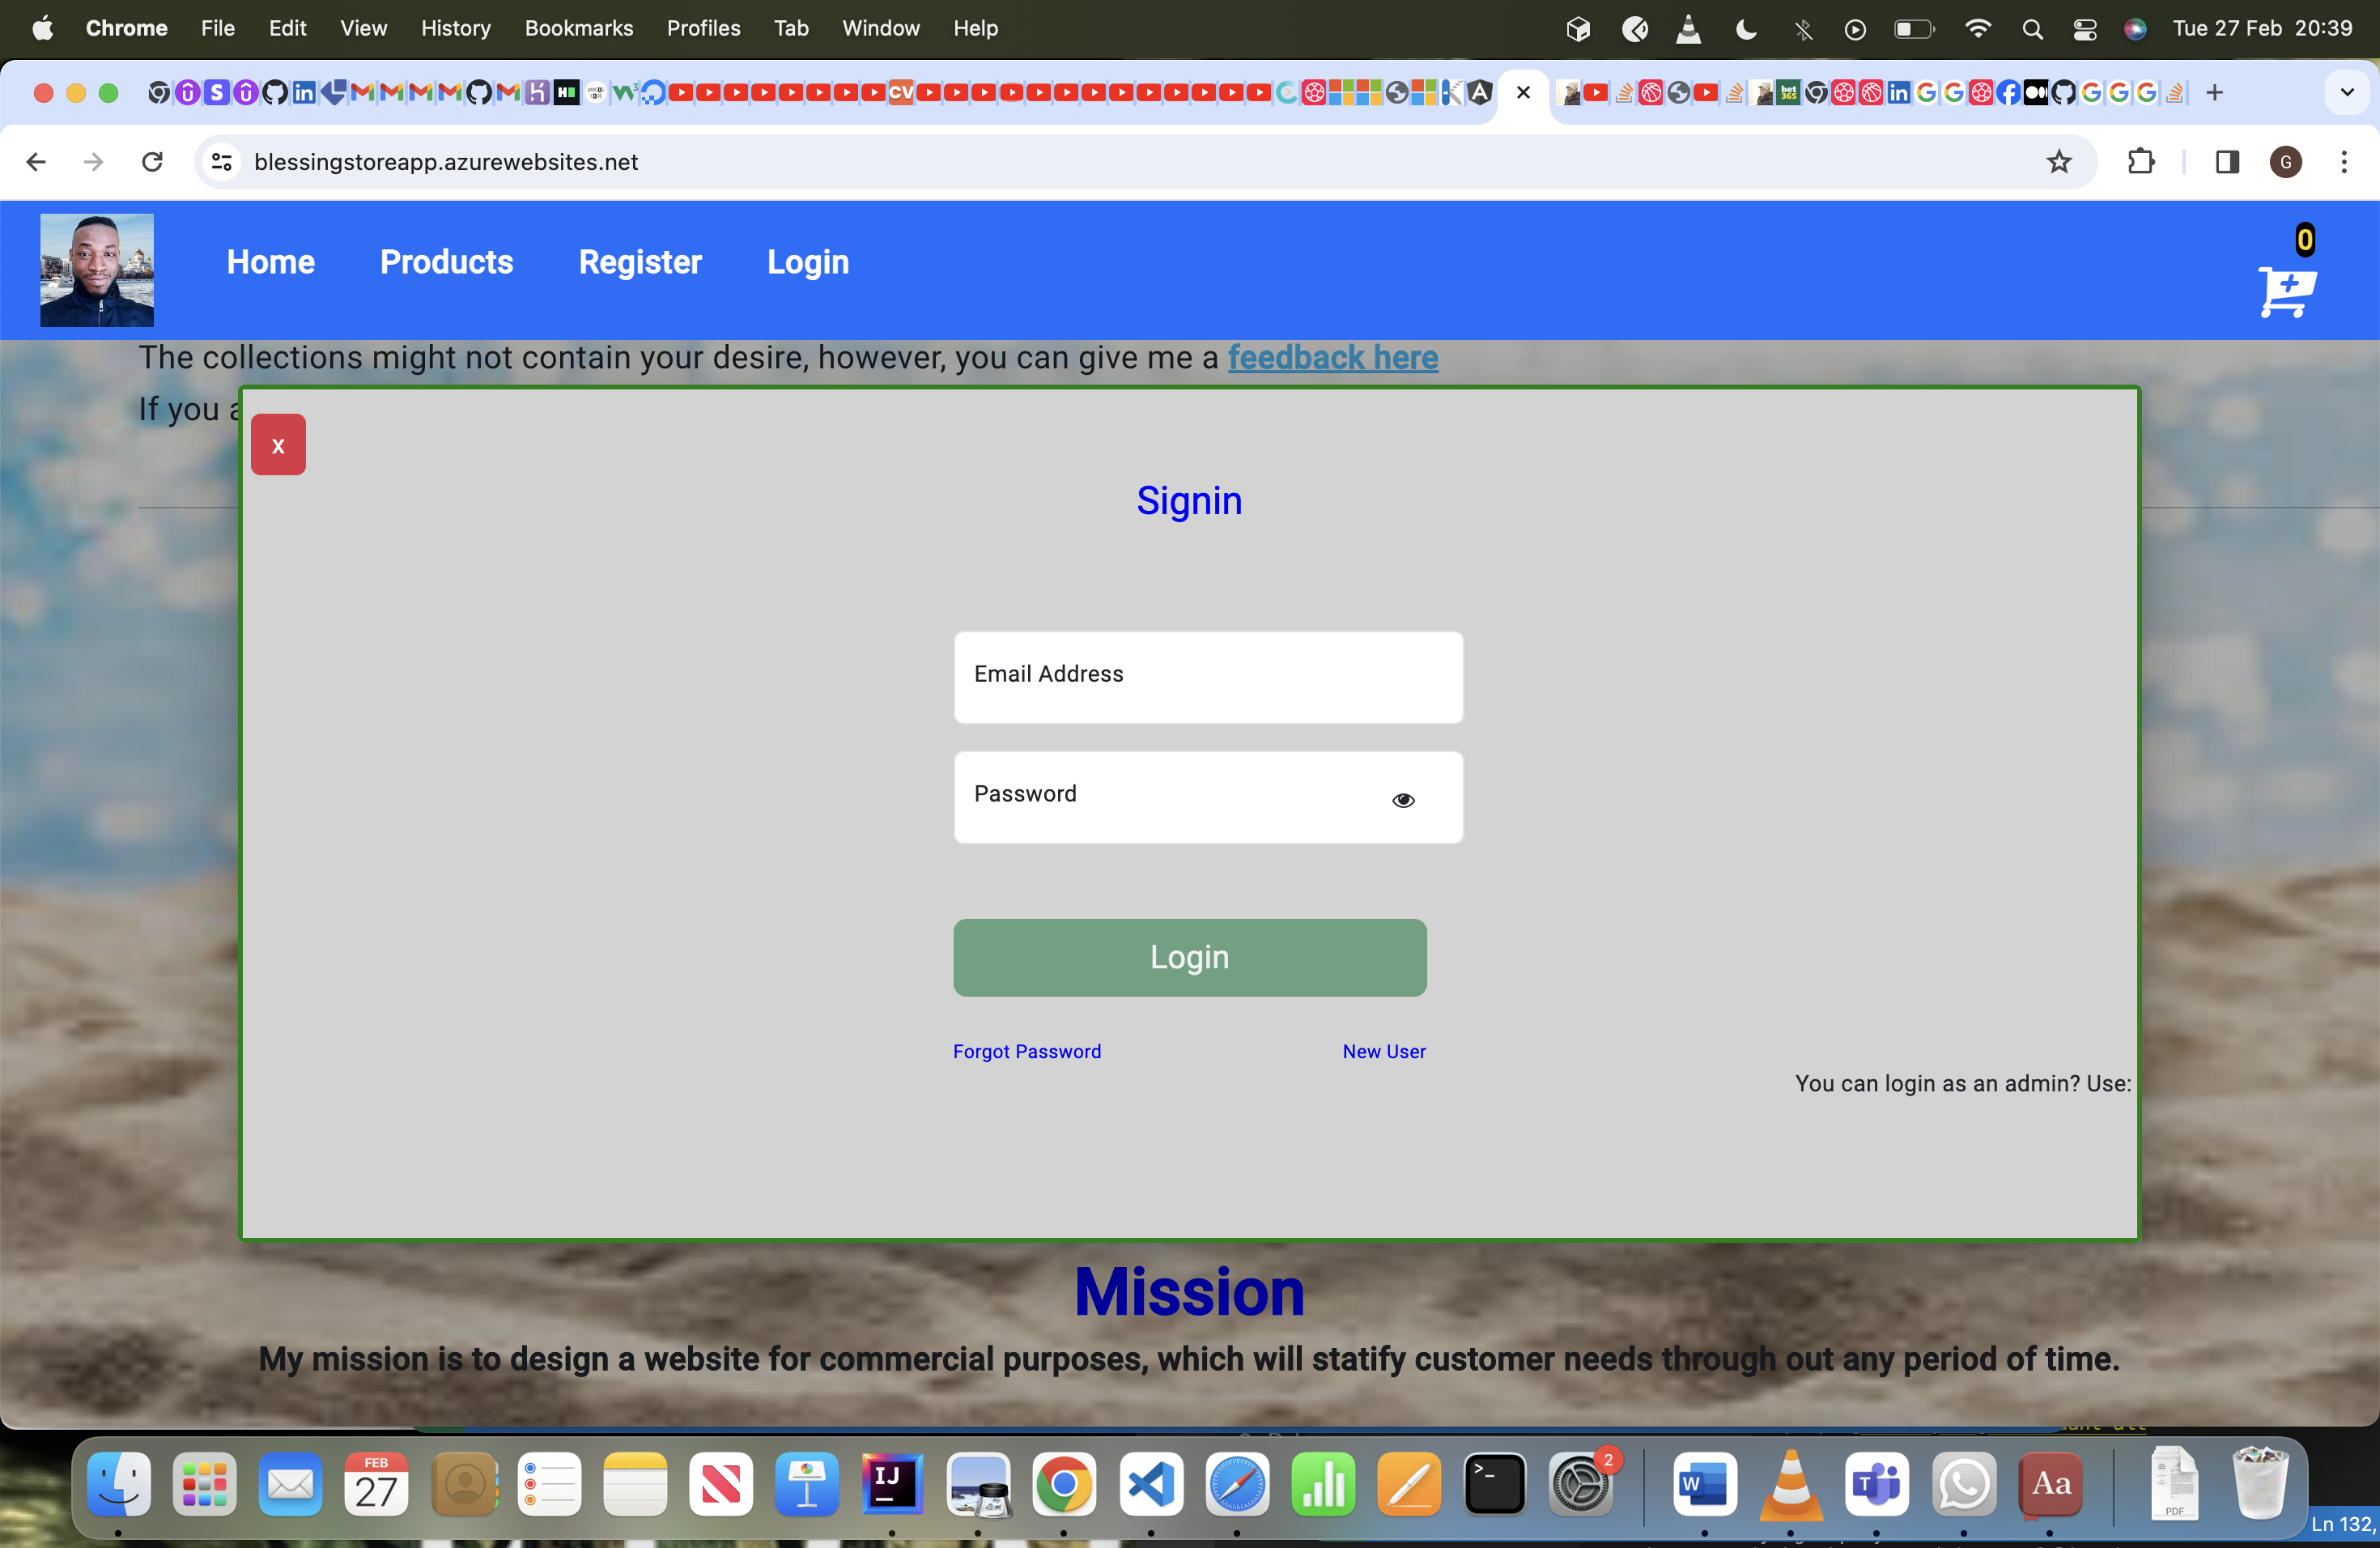 Chrome File Edit View History Bookmarks Profiles Tab Window Help Tue 27 Feb 20:39
blessingstoreapp.azurewebsites.net G
Home Products Register Login 0
The collections might not contain your desire, however, you can give me a feedback here
If you a
x
Signin
Email Address
Password
Login
Forgot Password New User
You can login as an admin? Use:
Mission
My mission is to design a website for commercial purposes, which will statify customer needs through out any period of time.
FEB
27
IJ
>_
2
W
T
Aa
PDF
Ln 132,